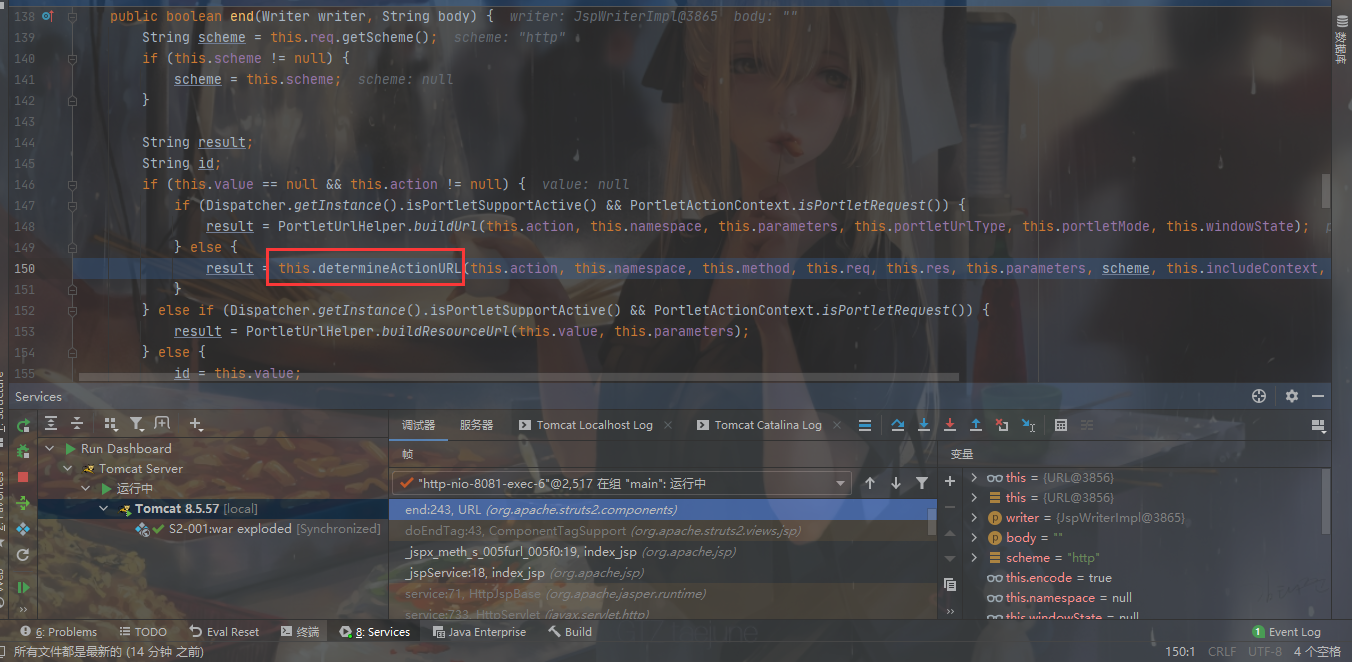 138 public boolean end(Writer writer, String body) { writer: JspWriterImpl@3865 body: ""
139 String scheme = this.req.getScheme(); scheme: "http"
140 if (this.scheme != null) {
141 scheme = this.scheme; scheme: null
142 }
143
144 String result;
145 String id;
146 if (this.value == null && this.action != null) { value: null
147 if (Dispatcher.getInstance().isPortletSupportActive() && PortletActionContext.isPortletRequest()) {
148 result = PortletUrlHelper.buildUrl(this.action, this.namespace, this.parameters, this.portletUrlType, this.portletMode, this.windowState);
149 } else {
150 result = this.determineActionURL(this.action, this.namespace, this.method, this.req, this.res, this.parameters, scheme, this.includeContext,
151 }
152 } else if (Dispatcher.getInstance().isPortletSupportActive() && PortletActionContext.isPortletRequest()) {
153 result = PortletUrlHelper.buildResourceUrl(this.value, this.parameters);
154 } else {
155 id = this.value;
数据库
Services
调试器 服务器 Tomcat Localhost Log Tomcat Catalina Log
Run Dashboard
Tomcat Server
运行中
Tomcat 8.5.57 [local]
S2-001:war exploded [Synchronized]
帧
"http-nio-8081-exec-6"@2,517 在组 "main": 运行中
end:243, URL (org.apache.struts2.components)
doEndTag:43, ComponentTagSupport (org.apache.struts2.views.jsp)
_jspx_meth_s_005furl_005f0:19, index_jsp (org.apache.jsp)
_jspService:18, index_jsp (org.apache.jsp)
service:71, HttpJspBase (org.apache.jasper.runtime)
service:733, HttpServlet (javax.servlet.http)
变量
this = {URL@3856}
this = {URL@3856}
writer = {JspWriterImpl@3865}
body = ""
scheme = "http"
this.encode = true
this.namespace = null
this.windowState = null
6: Problems TODO Eval Reset 终端 8: Services Java Enterprise Build 1 Event Log
所有文件都是最新的 (14 分钟 之前) 150:1 CRLF UTF-8 4 个空格